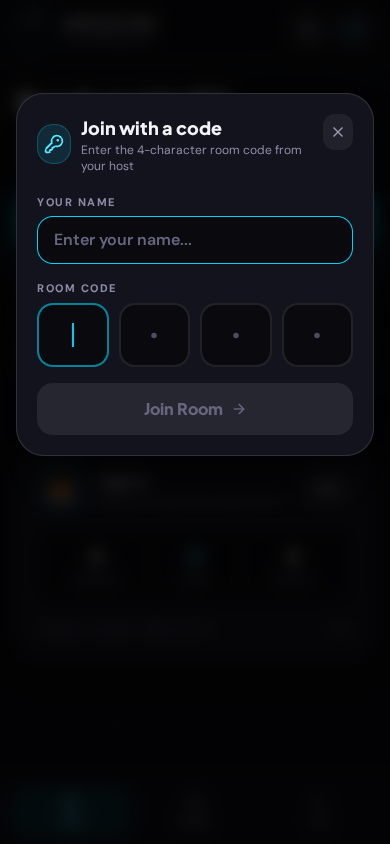 Join with a code
Enter the 4-character room code from
your host
YOUR NAME
Enter your name...
ROOM CODE
Join Room